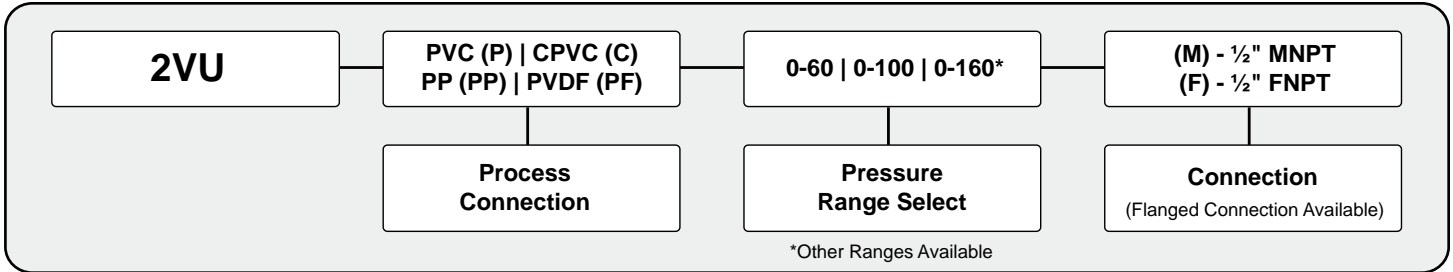 2VU
PVC (P) | CPVC (C)
PP (PP) | PVDF (PF)
0-60 | 0-100 | 0-160*
(M) - ½" MNPT
(F) - ½" FNPT
Process
Connection
Pressure
Range Select
Connection
(Flanged Connection Available)
*Other Ranges Available